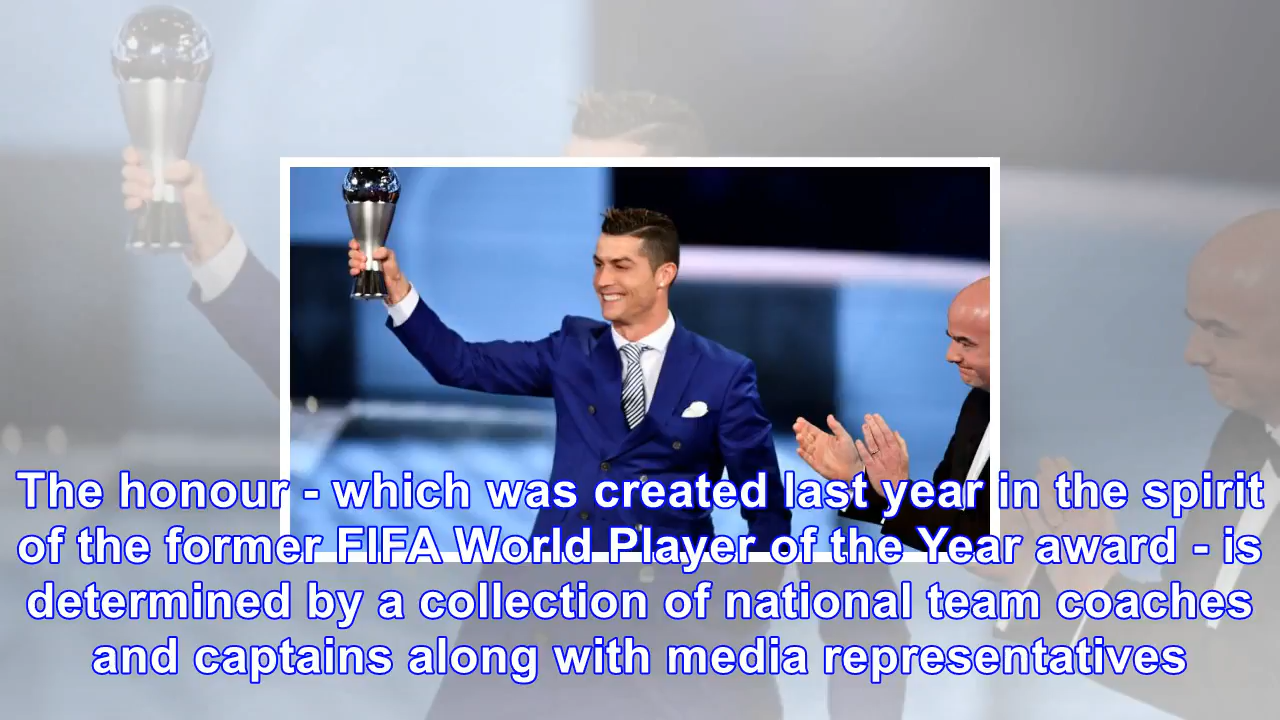 The honour - which was created last year in the spirit
of the former FIFA World Player of the Year award - is
determined by a collection of national team coaches
and captains along with media representatives